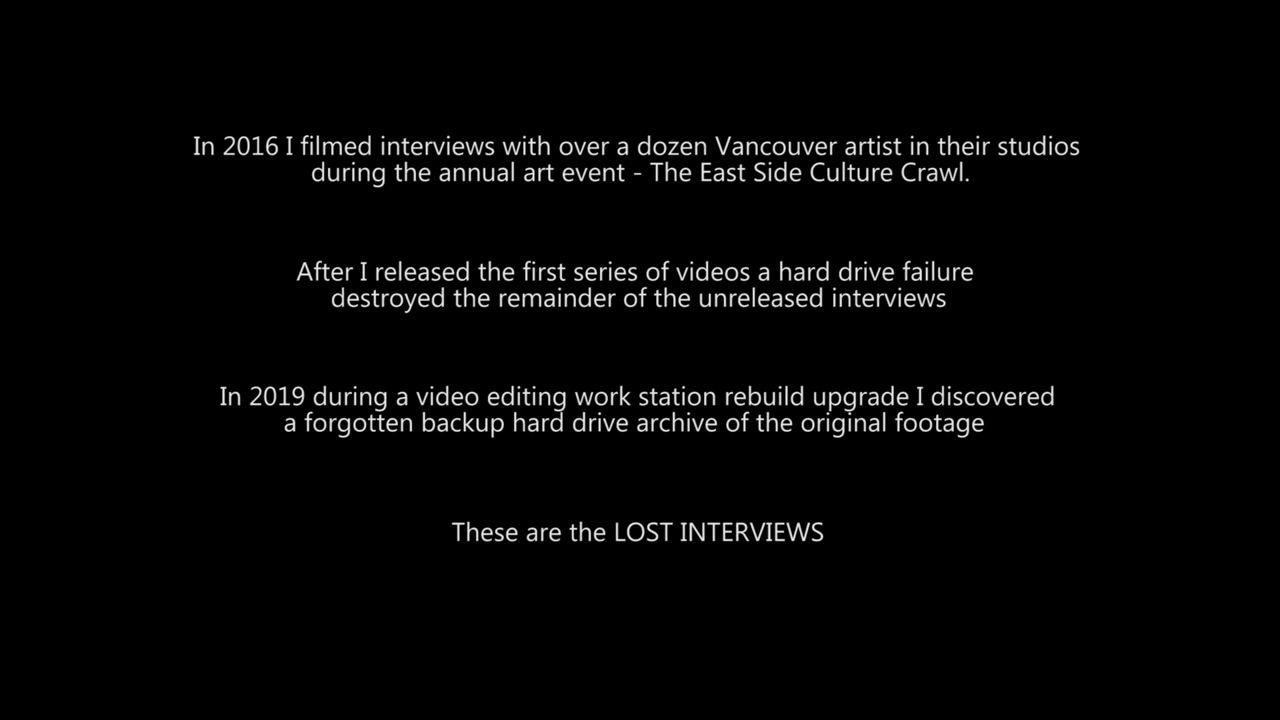 In 2016 I filmed interviews with over a dozen Vancouver artist in their studios
during the annual art event - The East Side Culture Crawl.
After I released the first series of videos a hard drive failure
destroyed the remainder of the unreleased interviews
In 2019 during a video editing work station rebuild upgrade I discovered
a forgotten backup hard drive archive of the original footage
These are the LOST INTERVIEWS